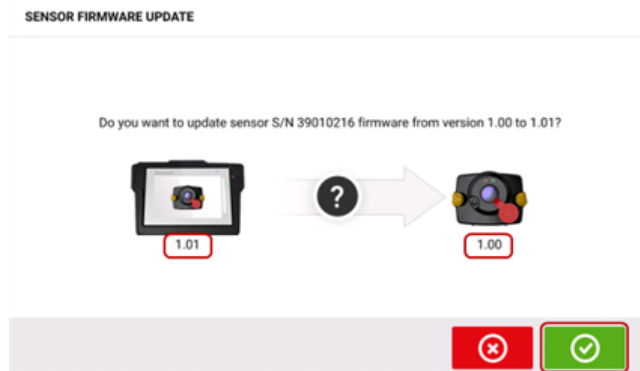 SENSOR FIRMWARE UPDATE
Do you want to update sensor S/N 39010216 firmware from version 1.00 to 1.01?
?
1.01
1.00